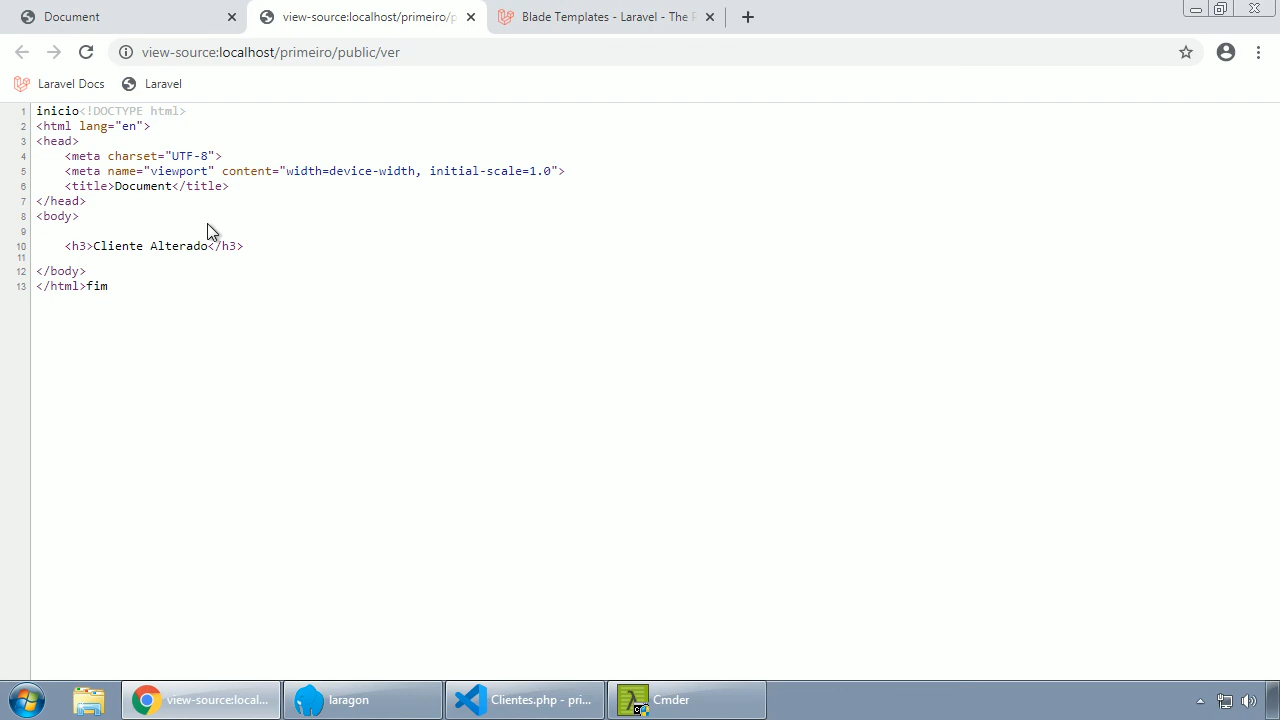 Document
view-source:localhost/primeiro/p
Blade Templates - Laravel - The P
view-source:localhost/primeiro/public/ver
Laravel Docs
Laravel
1 inicio<!DOCTYPE html>
2 <html lang="en">
3 <head>
4 <meta charset="UTF-8">
5 <meta name="viewport" content="width=device-width, initial-scale=1.0">
6 <title>Document</title>
7 </head>
8 <body>
9
10 <h3>Cliente Alterado</h3>
11
12 </body>
13 </html>fim
view-source:local...
laragon
Clientes.php - pri...
Cmder